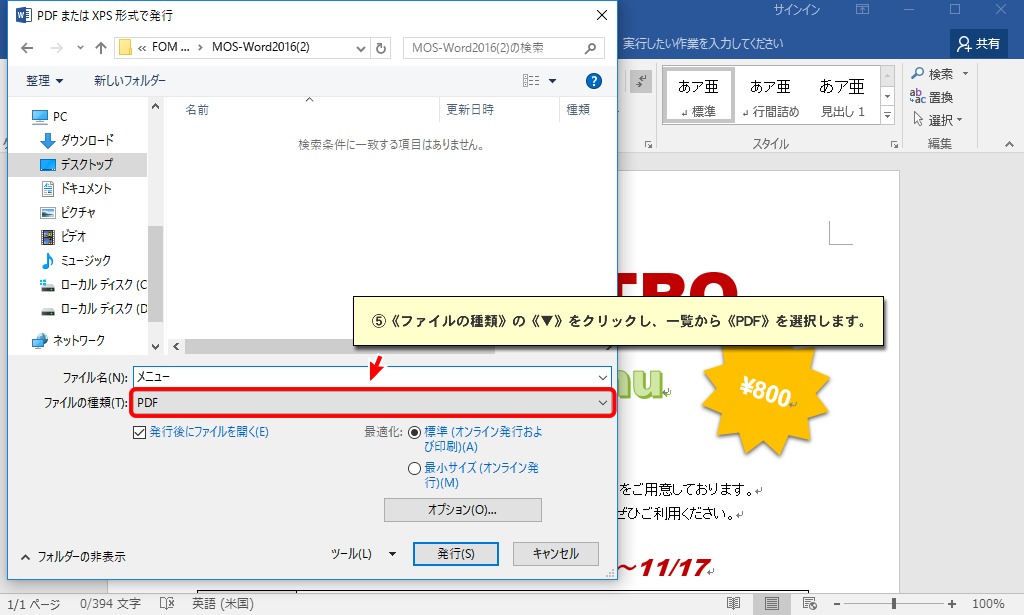 PDF または XPS 形式で発行
サインイン
« FOM ... › MOS-Word2016(2)
MOS-Word2016(2)の検索
実行したい作業を入力してください
共有
整理
新しいフォルダー
あア亜
あア亜
あア亜
↲ 標準
↲ 行間詰め
見出し 1
検索
置換
選択
スタイル
編集
名前
更新日時
種類
検索条件に一致する項目はありません。
PC
ダウンロード
デスクトップ
ドキュメント
ピクチャ
ビデオ
ミュージック
ローカル ディスク (C
ローカル ディスク (D
ネットワーク
TRO
⑤《ファイルの種類》の《▼》をクリックし、一覧から《PDF》を選択します。
nu
¥800
ファイル名(N):
メニュー
ファイルの種類(T):
PDF
発行後にファイルを開く(E)
最適化:
標準 (オンライン発行および印刷)(A)
最小サイズ (オンライン発行)(M)
オプション(O)...
をご用意しております。
ぜひご利用ください。
フォルダーの非表示
ツール(L)
発行(S)
キャンセル
～11/17
1/1 ページ
0/394 文字
英語 (米国)
100%